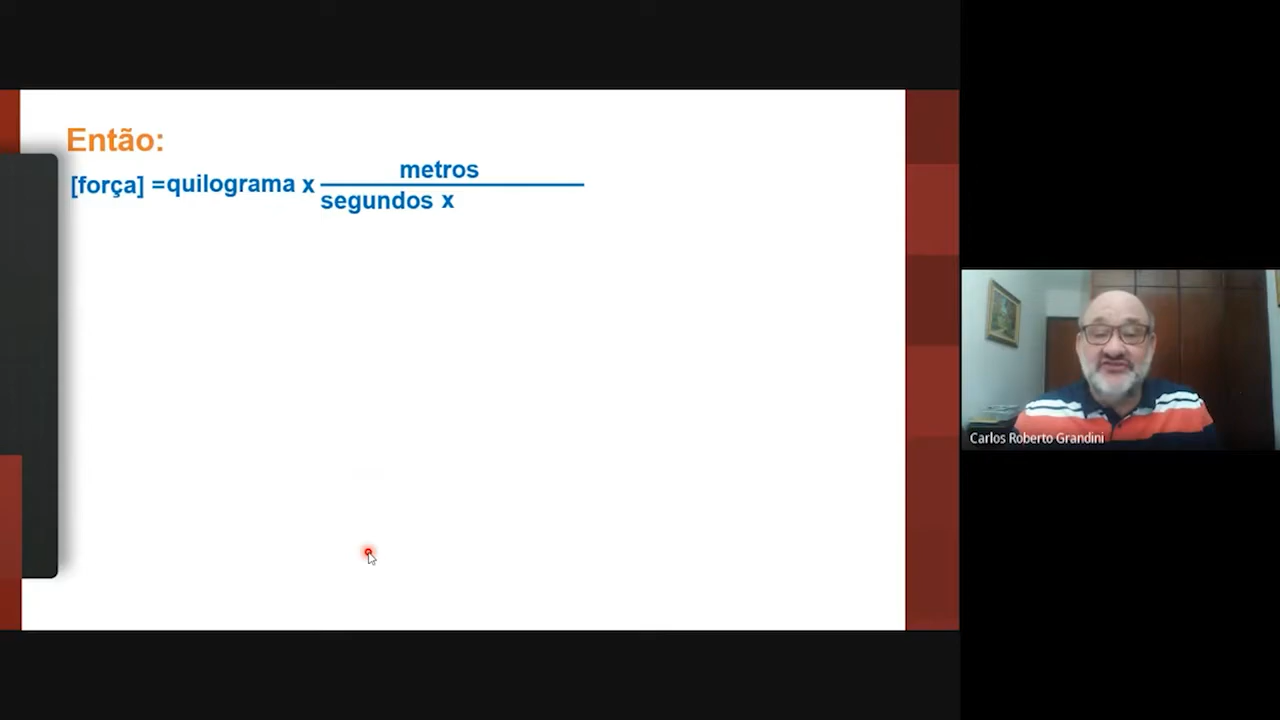 Então:
[força] =quilograma x metros
segundos x
Carlos Roberto Grandini